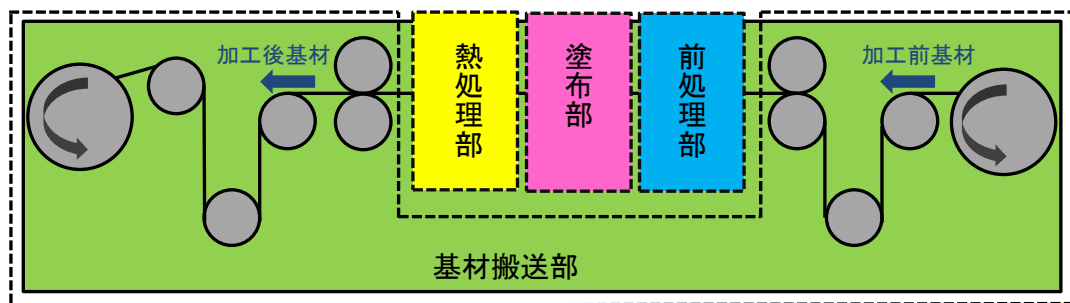 加工後基材
熱処理部
塗布部
前処理部
加工前基材
基材搬送部